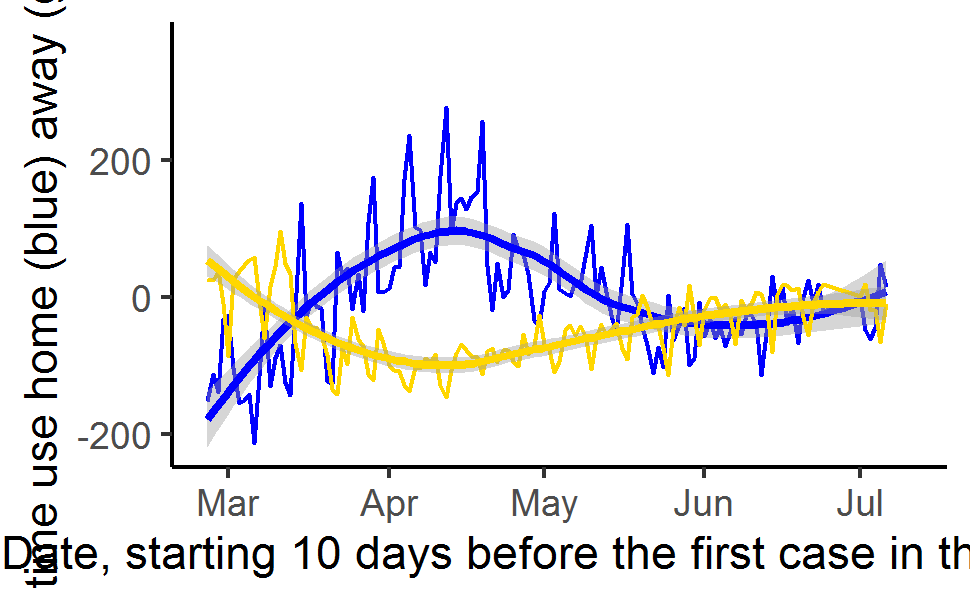 time use home (blue) away (
200
0
-200
Mar Apr May Jun Jul
Date, starting 10 days before the first case in th